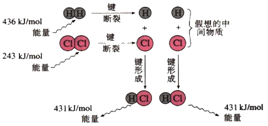 436 kJ/mol
能量
H H
键
断裂
H
+
H
假想的中
间物质
243 kJ/mol
能量
Cl Cl
键
断裂
Cl
+
Cl
键形成
键形成
431 kJ/mol
能量
H Cl
H Cl
431 kJ/mol
能量